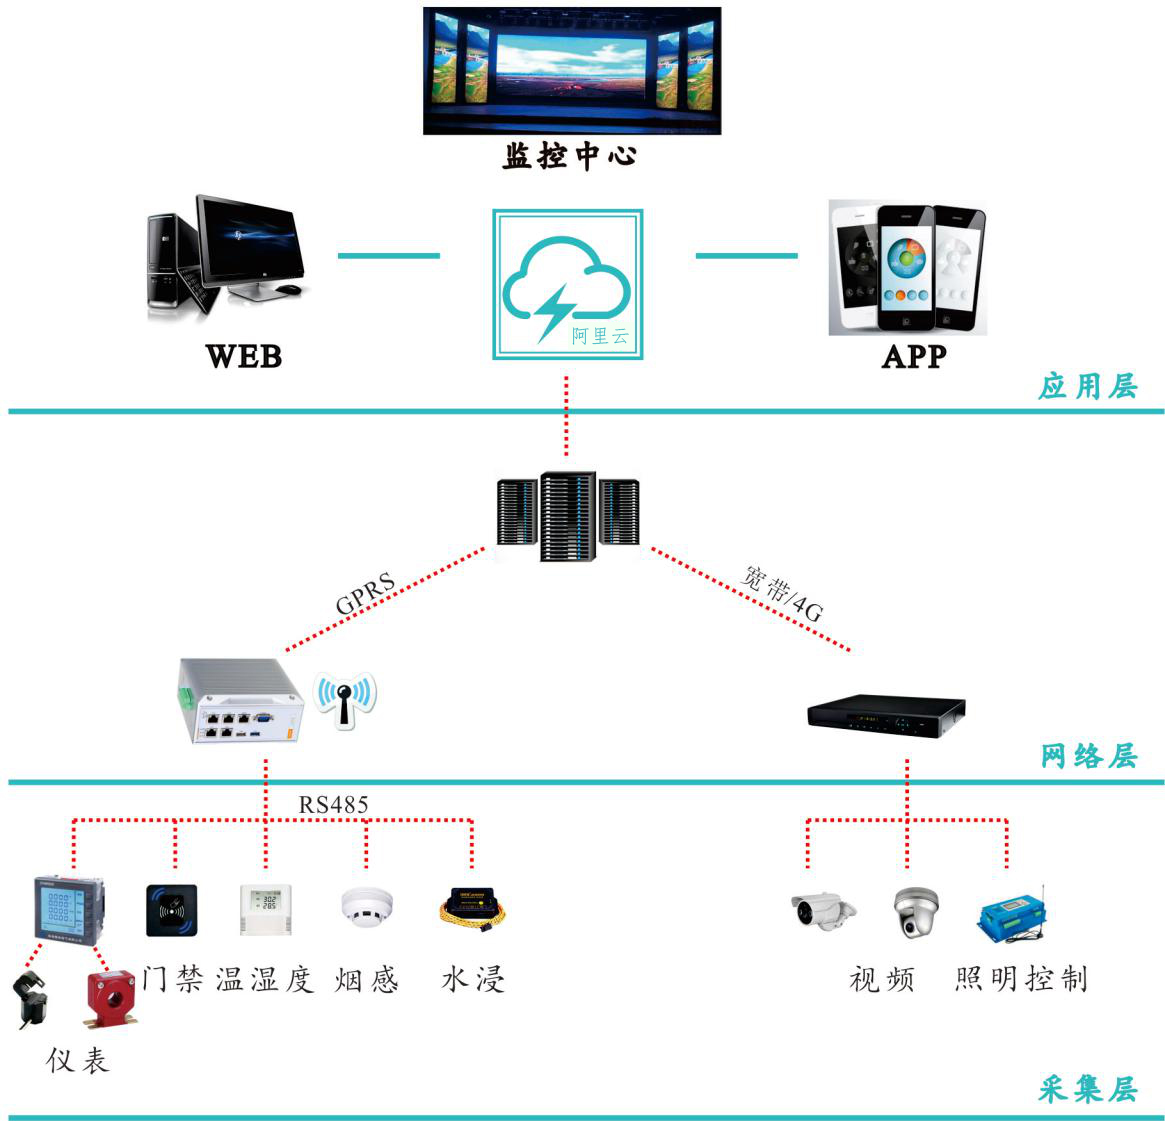 监控中心
阿里云
WEB
APP
应用层
GPRS
宽带/4G
网络层
RS485
门禁
温湿度
烟感
水浸
视频
照明控制
仪表
采集层